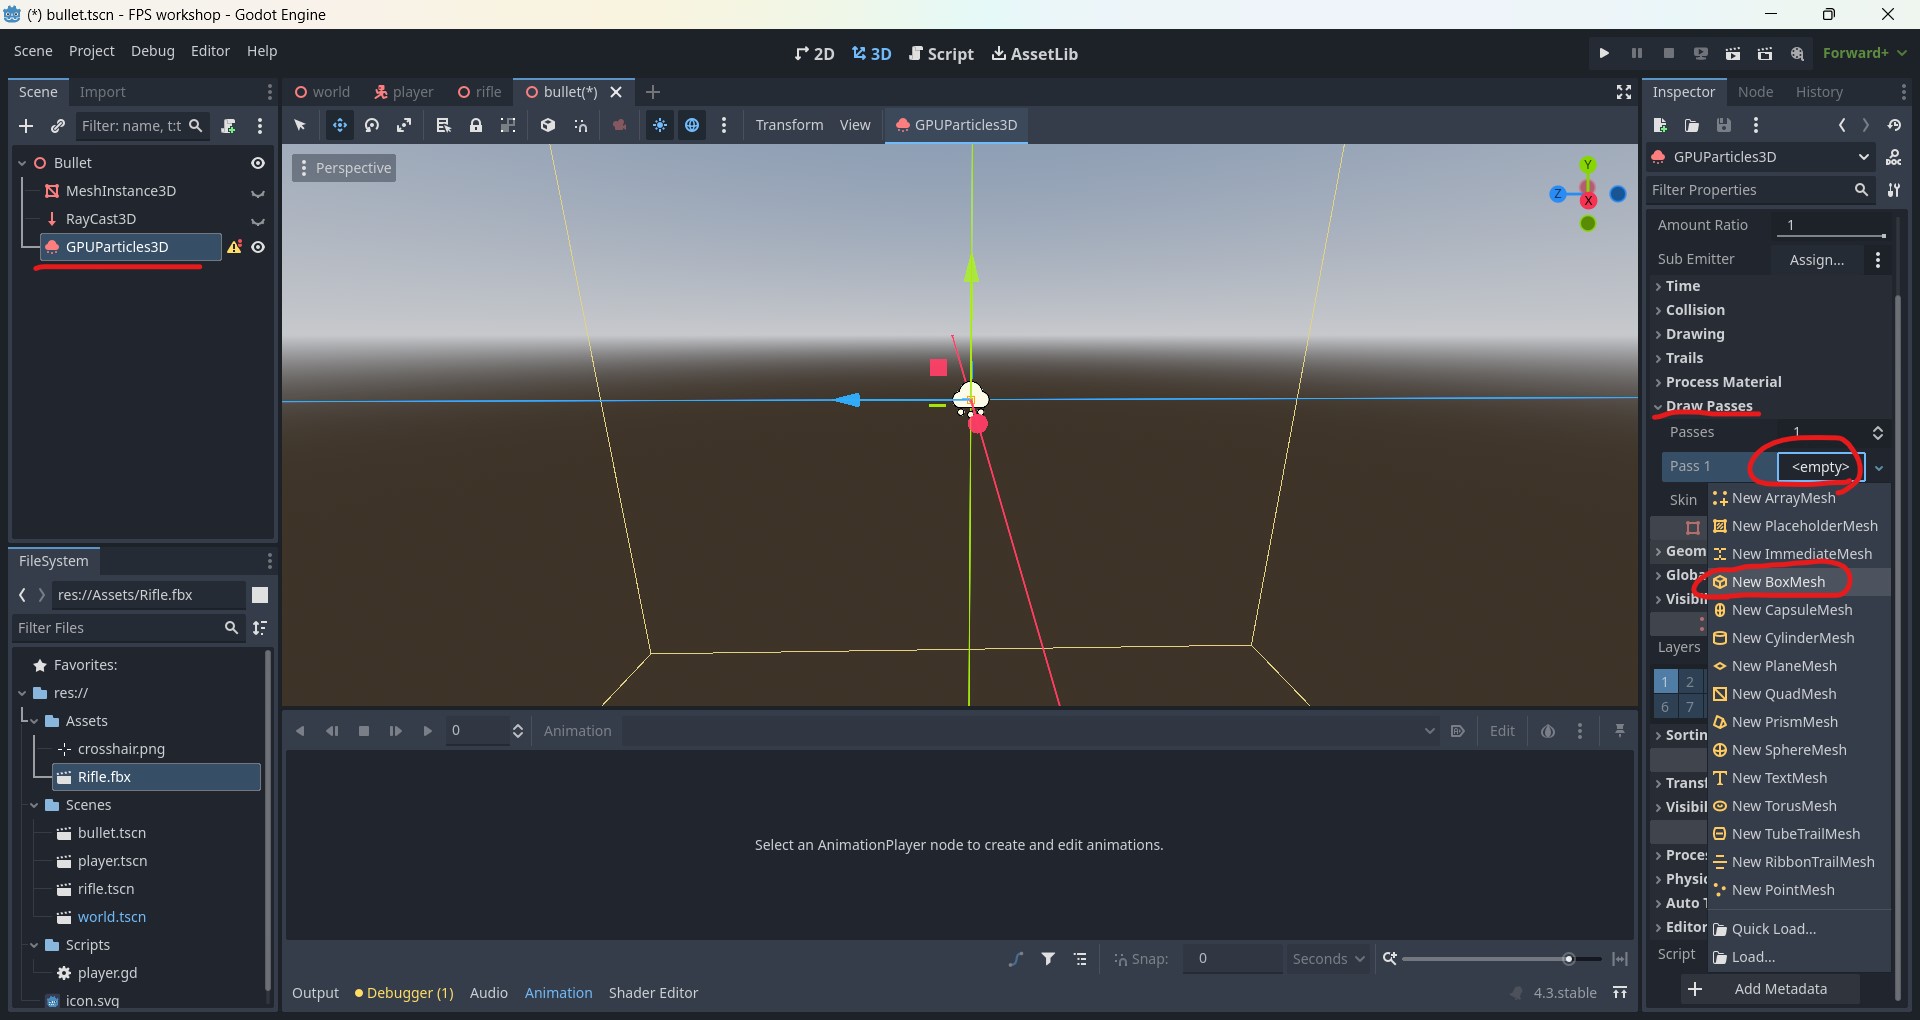 (*) bullet.tscn - FPS workshop - Godot Engine
Scene Project Debug Editor Help
2D 3D Script AssetLib
Forward+
Scene Import
Filter: name, t:t
Bullet
MeshInstance3D
RayCast3D
GPUParticles3D
FileSystem
res://Assets/Rifle.fbx
Filter Files
Favorites:
res://
Assets
crosshair.png
Rifle.fbx
Scenes
bullet.tscn
player.tscn
rifle.tscn
world.tscn
Scripts
player.gd
icon.svg
world player rifle bullet(*)
Transform View GPUParticles3D
Perspective
Y
Z X
0 Animation Edit
Select an AnimationPlayer node to create and edit animations.
Snap: 0 Seconds
Output Debugger (1) Audio Animation Shader Editor 4.3.stable
Inspector Node History
GPUParticles3D DOC
Filter Properties
Amount Ratio 1
Sub Emitter Assign...
Time
Collision
Drawing
Trails
Process Material
Draw Passes
Passes 1
Pass 1 <empty>
Skin
Geom
Globa
Visibil
Layers
1 2
6 7
Sortin
Transf
Visibil
Proces
Physic
Auto T
Editor
Script
New ArrayMesh
New PlaceholderMesh
New ImmediateMesh
New BoxMesh
New CapsuleMesh
New CylinderMesh
New PlaneMesh
New QuadMesh
New PrismMesh
New SphereMesh
New TextMesh
New TorusMesh
New TubeTrailMesh
New RibbonTrailMesh
New PointMesh
Quick Load...
Load...
Add Metadata